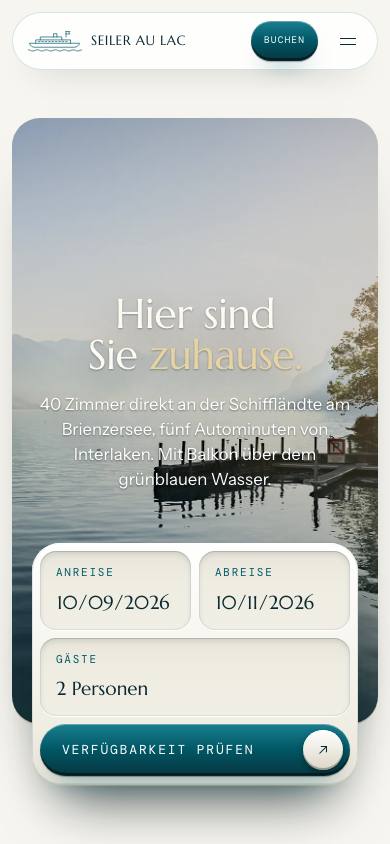 SEILER AU LAC
BUCHEN
Hier sind
Sie zuhause.
40 Zimmer direkt an der Schiffländte am
Brienzersee, fünf Autominuten von
Interlaken. Mit Balkon über dem
grünblauen Wasser.
ANREISE
ABREISE
10/09/2026
10/11/2026
GÄSTE
2 Personen
VERFÜGBARKEIT PRÜFEN